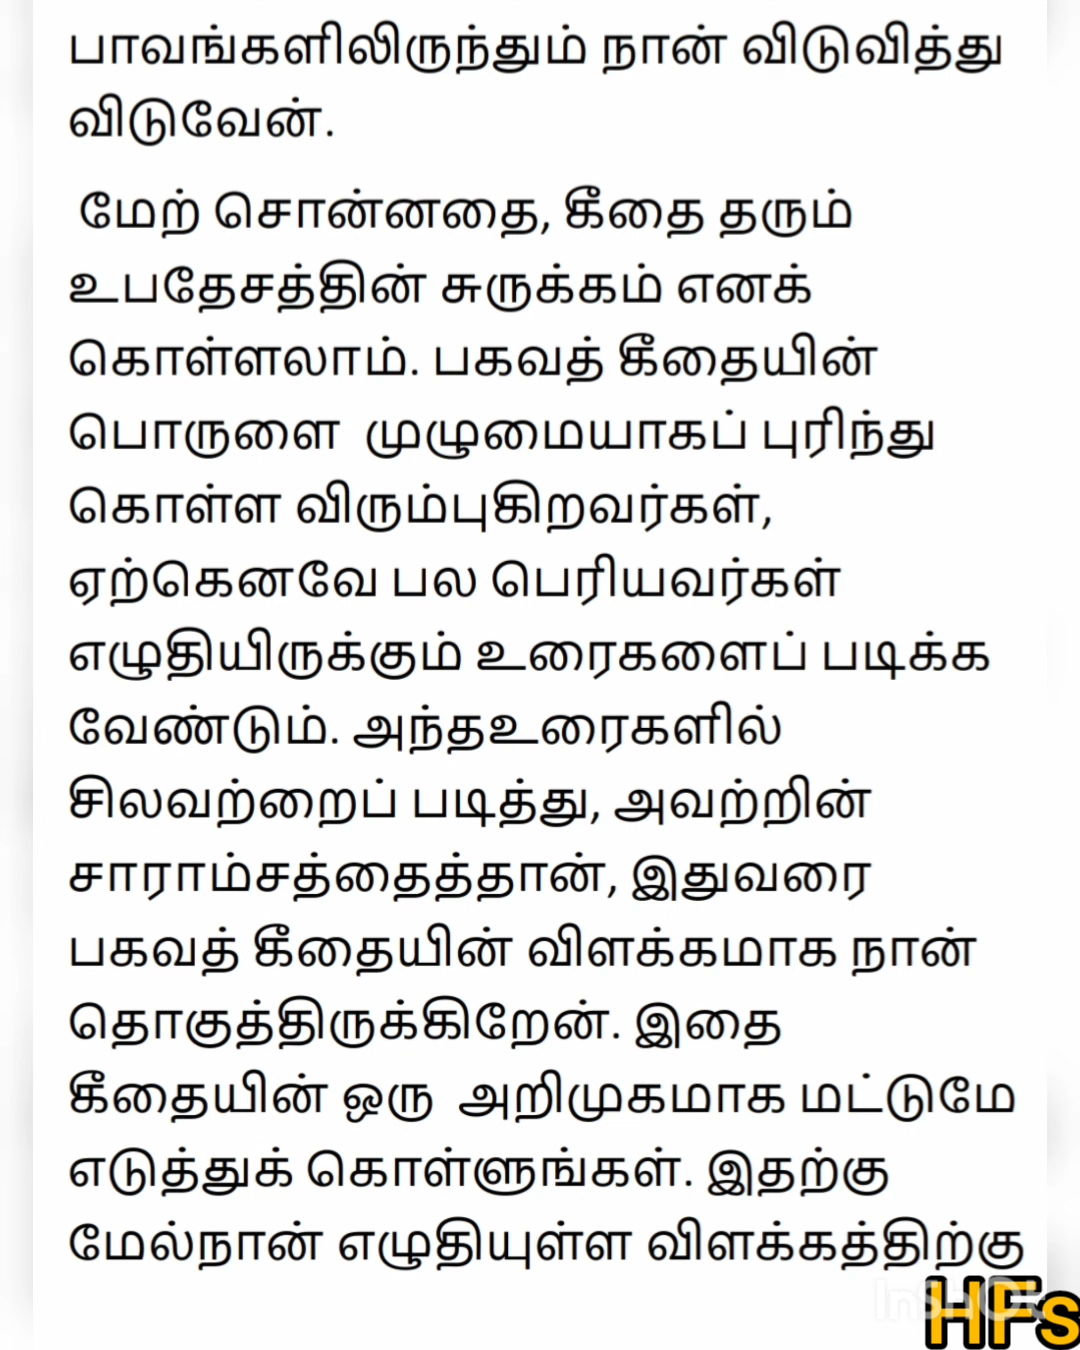 பாவங்களிலிருந்தும் நான் விடுவித்து
விடுவேன்.
மேற் சொன்னதை, கீதை தரும்
உபதேசத்தின் சுருக்கம் எனக்
கொள்ளலாம். பகவத் கீதையின்
பொருளை முழுமையாகப் புரிந்து
கொள்ள விரும்புகிறவர்கள்,
ஏற்கெனவே பல பெரியவர்கள்
எழுதியிருக்கும் உரைகளைப் படிக்க
வேண்டும். அந்தஉரைகளில்
சிலவற்றைப் படித்து, அவற்றின்
சாராம்சத்தைத்தான், இதுவரை
பகவத் கீதையின் விளக்கமாக நான்
தொகுத்திருக்கிறேன். இதை
கீதையின் ஒரு அறிமுகமாக மட்டுமே
எடுத்துக் கொள்ளுங்கள். இதற்கு
மேல்நான் எழுதியுள்ள விளக்கத்திற்கு
InShOt
HFs